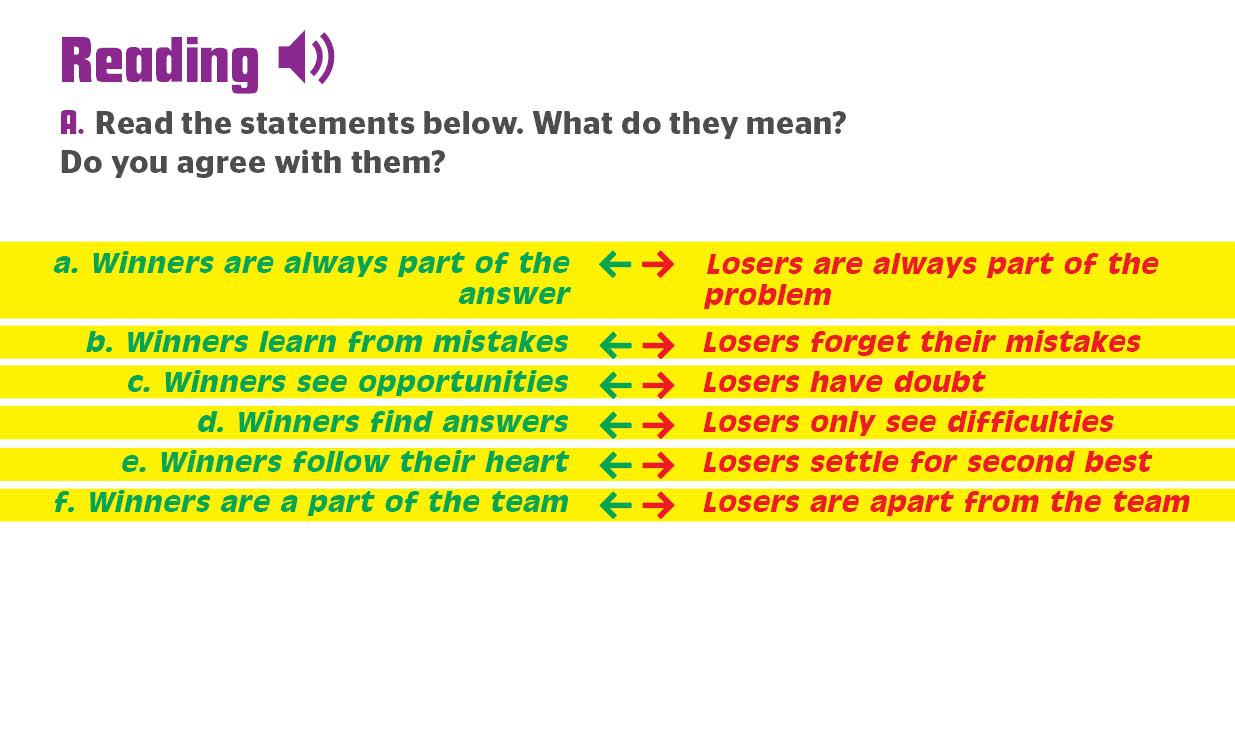 Reading
A. Read the statements below. What do they mean?
Do you agree with them?
a. Winners are always part of the answer
Losers are always part of the problem
b. Winners learn from mistakes
Losers forget their mistakes
c. Winners see opportunities
Losers have doubt
d. Winners find answers
Losers only see difficulties
e. Winners follow their heart
Losers settle for second best
f. Winners are a part of the team
Losers are apart from the team